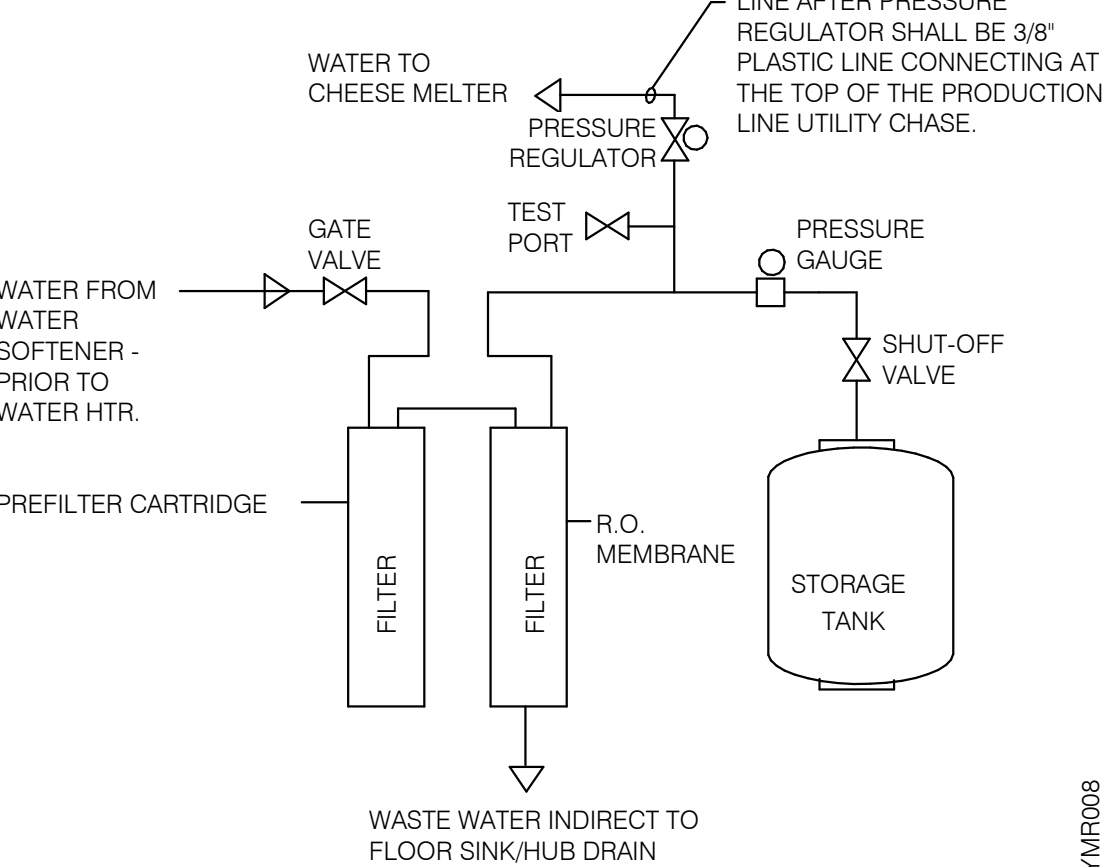 LINE AFTER PRESSURE
REGULATOR SHALL BE 3/8"
PLASTIC LINE CONNECTING AT
THE TOP OF THE PRODUCTION
LINE UTILITY CHASE.
WATER TO
CHEESE MELTER
PRESSURE
REGULATOR
TEST
PORT
GATE
VALVE
PRESSURE
GAUGE
WATER FROM
WATER
SOFTENER -
PRIOR TO
WATER HTR.
SHUT-OFF
VALVE
PREFILTER CARTRIDGE
R.O.
MEMBRANE
FILTER
FILTER
STORAGE
TANK
WASTE WATER INDIRECT TO
FLOOR SINK/HUB DRAIN
YMR008